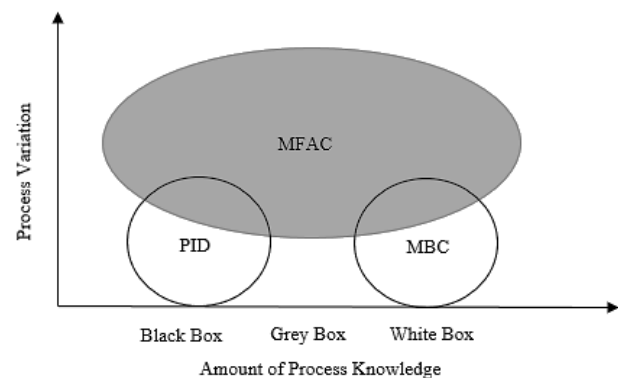 Process Variation
MFAC
PID
MBC
Black Box
Grey Box
White Box
Amount of Process Knowledge